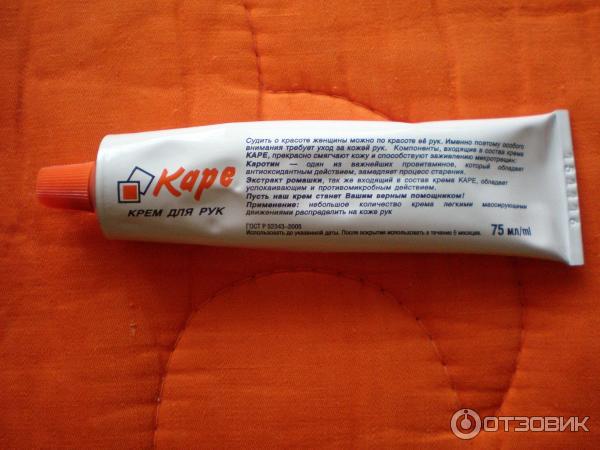 Каре
КРЕМ ДЛЯ РУК
Судить о красоте женщины можно по красоте её рук. Именно поэтому особого
внимания требует уход за кожей рук. Компоненты, входящие в состав крема
КАРЕ, прекрасно смягчают кожу и способствуют заживлению микротрещин:
Каротин — один из важнейших провитаминов, который обладает
антиоксидантным действием, замедляет процесс старения.
Экстракт ромашки, так же входящий в состав крема КАРЕ, обладает
успокаивающим и противомикробным действием.
Пусть наш крем станет Вашим верным помощником!
Применение: небольшое количество крема легкими массирующими
движениями распределить на коже рук
ГОСТ Р 52343-2005
Использовать до указанной даты. После вскрытия использовать в течение 6 месяцев.
75 мл/ml
ОТЗОВИК